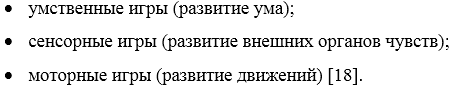 • умственные игры (развитие ума);
• сенсорные игры (развитие внешних органов чувств);
• моторные игры (развитие движений) [18].